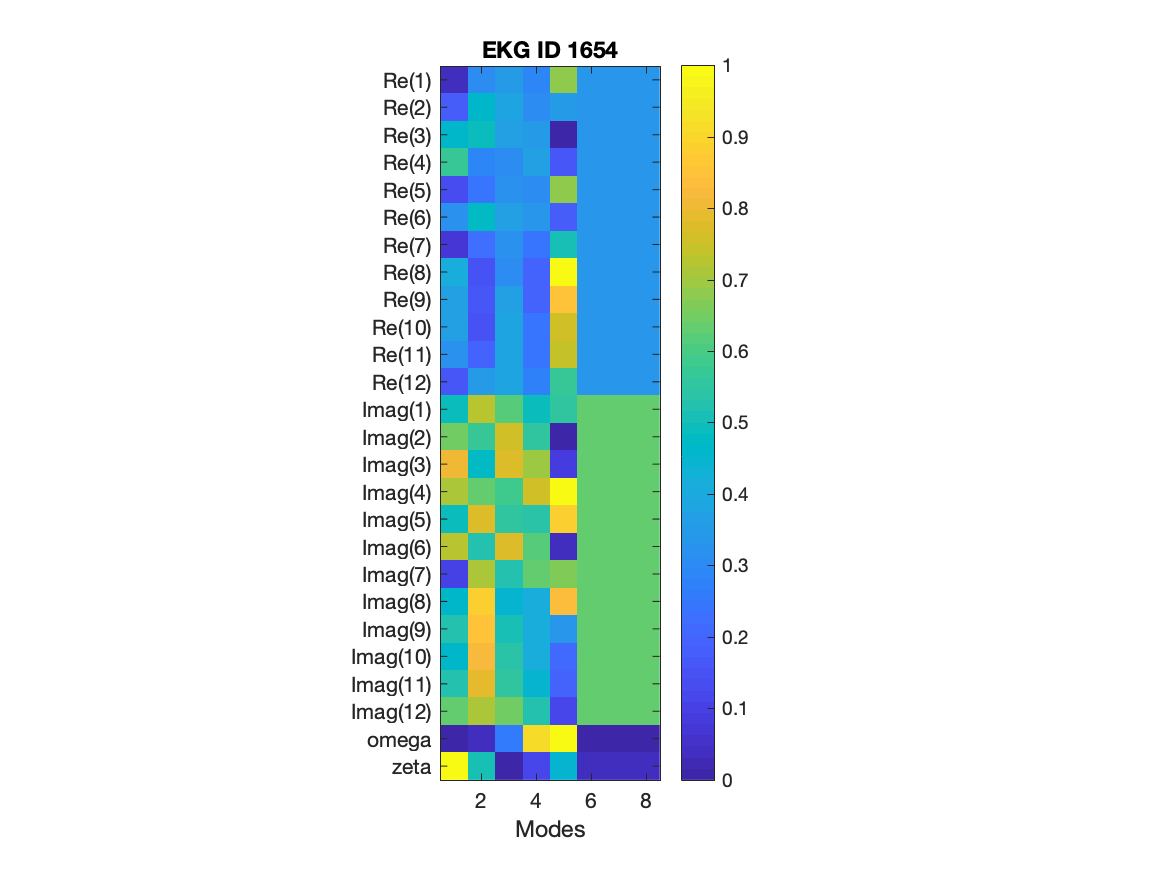 EKG ID 1654
Re(1)
Re(2)
Re(3)
Re(4)
Re(5)
Re(6)
Re(7)
Re(8)
Re(9)
Re(10)
Re(11)
Re(12)
Imag(1)
Imag(2)
Imag(3)
Imag(4)
Imag(5)
Imag(6)
Imag(7)
Imag(8)
Imag(9)
Imag(10)
Imag(11)
Imag(12)
omega
zeta
2 4 6 8
Modes
1
0.9
0.8
0.7
0.6
0.5
0.4
0.3
0.2
0.1
0